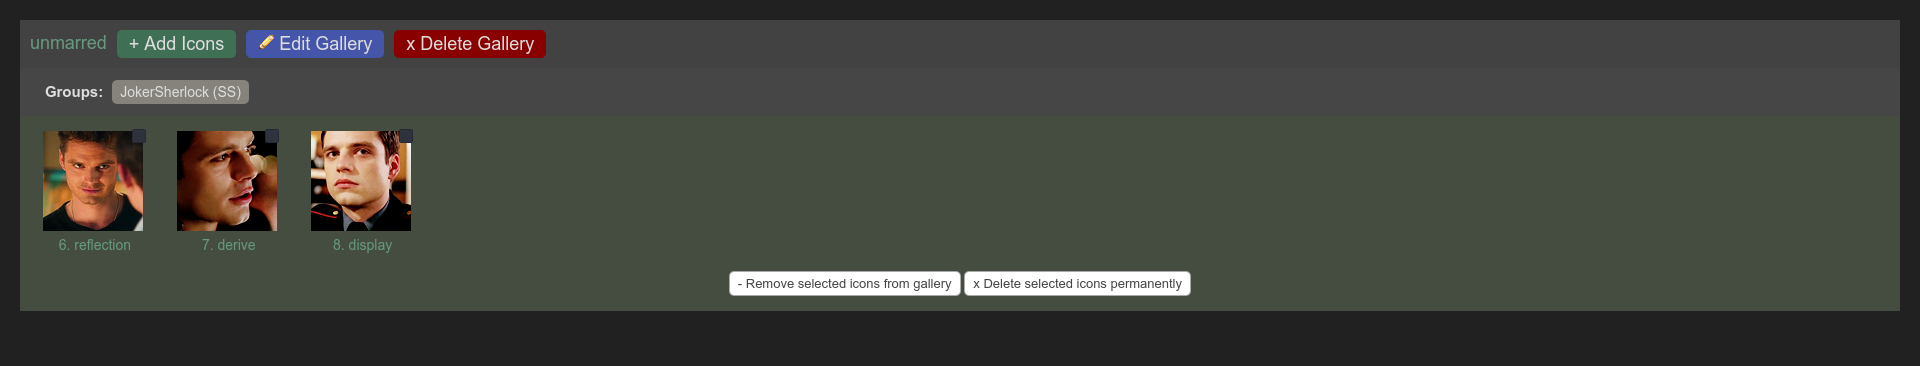 unmarred + Add Icons Edit Gallery x Delete Gallery
Groups: JokerSherlock (SS)
6. reflection 7. derive 8. display
- Remove selected icons from gallery x Delete selected icons permanently